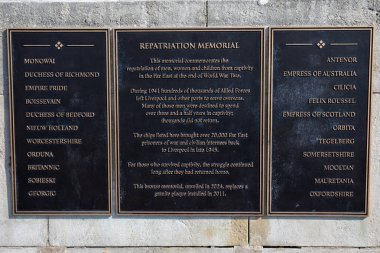 MONOWAI
DUCHESS OF RICHMOND
EMPIRE PRIDE
BOISSEVAIN
DUCHESS OF BEDFORD
NIEUW HOLLAND
WORCESTERSHIRE
ORDUNA
BRITANNIC
SOBIESKI
GEORGIC
REPATRIATION MEMORIAL
This memorial commemorates the
repatriation of men, women and children from captivity
in the Far East at the end of World War Two.
During 1941 hundreds of thousands of Allied Forces
left Liverpool and other ports to serve overseas.
Many of those men were destined to spend
over three and a half years in captivity;
thousands did not return.
The ships listed here brought over 20,000 Far East
prisoners of war and civilian internees back
to Liverpool in late 1945.
For those who survived captivity, the struggle continued
long after they had returned home.
This bronze memorial, unveiled in 2024, replaces a
granite plaque installed in 2011.
ANTENOR
EMPRESS OF AUSTRALIA
CILICIA
FELIX ROUSSEL
EMPRESS OF SCOTLAND
ORBITA
TEGELBERG
SOMERSETSHIRE
MOOLTAN
MAURETANIA
OXFORDSHIRE